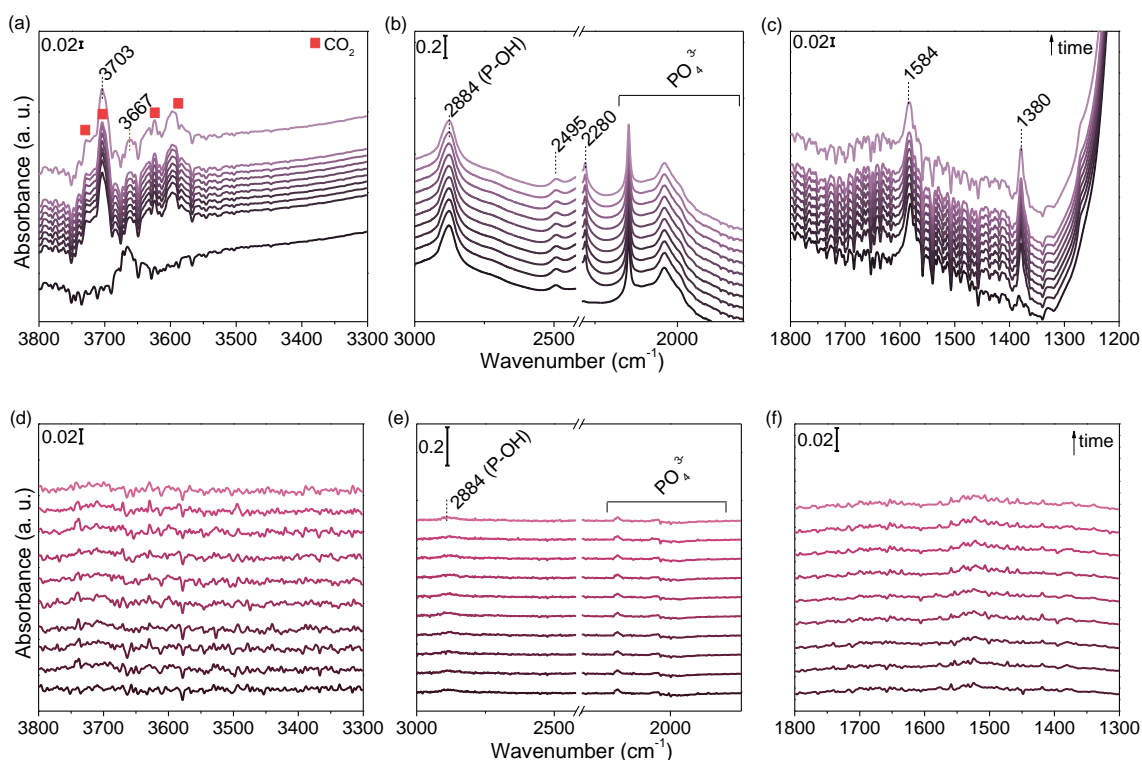 (a)
0.02
3703
3667
CO2
3800 3700 3600 3500 3400 3300
Absorbance (a. u.)
(b)
0.2
2884 (P-OH)
2495
2280
PO4 3-
3000 2500 2000
Wavenumber (cm-1)
(c)
0.02
time
1584
1380
1800 1700 1600 1500 1400 1300 1200
(d)
0.02
3800 3700 3600 3500 3400 3300
Absorbance (a. u.)
(e)
0.2
2884 (P-OH)
PO4 3-
3000 2500 2000
Wavenumber (cm-1)
(f)
0.02
time
1800 1700 1600 1500 1400 1300